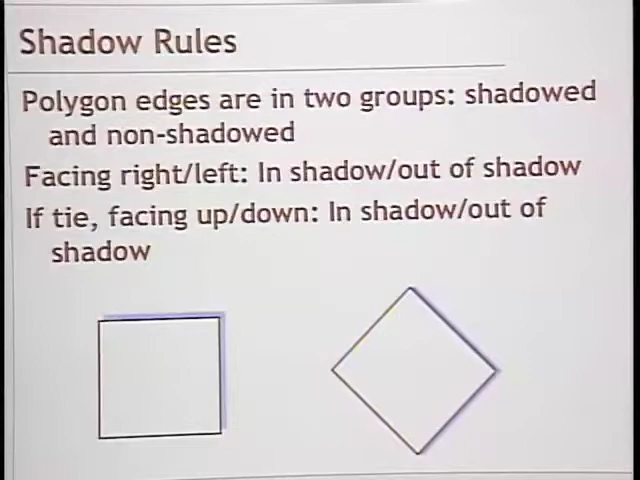 Shadow Rules
Polygon edges are in two groups: shadowed
and non-shadowed
Facing right/left: In shadow/out of shadow
If tie, facing up/down: In shadow/out of
shadow